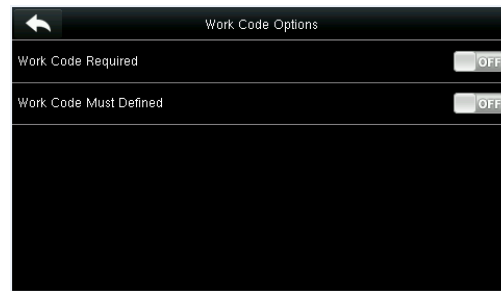 Work Code Options
Work Code Required OFF
Work Code Must Defined OFF